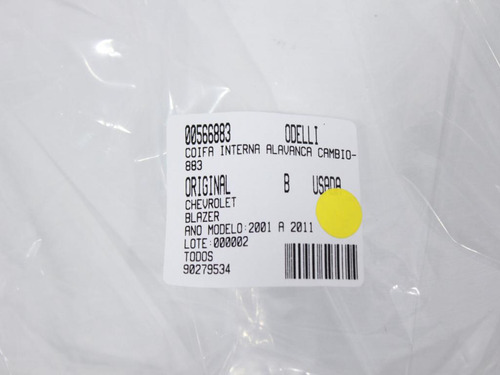 00566883 ODELLI
COIFA INTERNA ALAVANCA CAMBIO-
883
ORIGINAL B USADA
CHEVROLET
BLAZER
ANO MODELO:2001 A 2011
LOTE:000002
TODOS
90279534